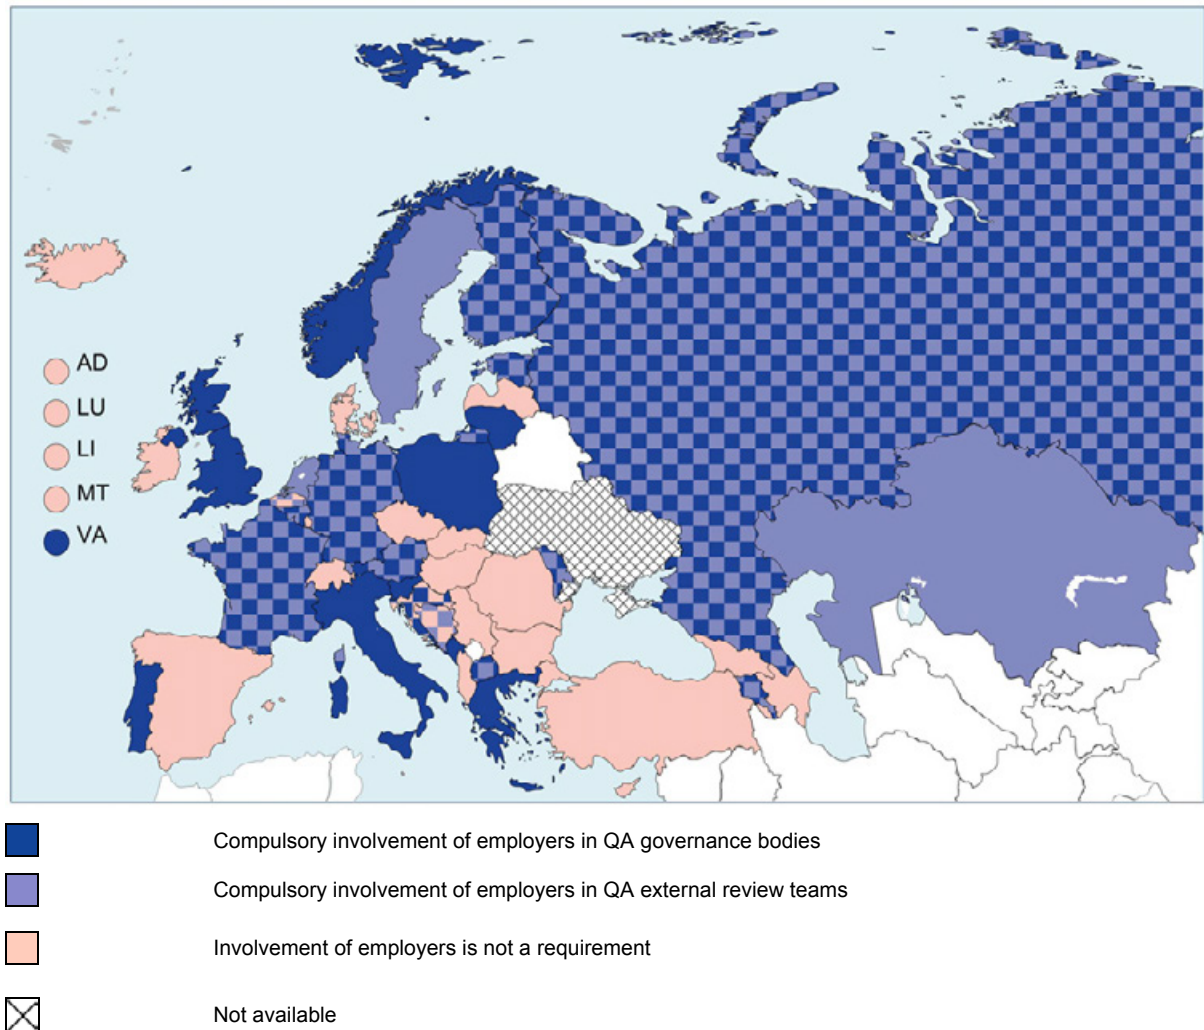 AD
LU
LI
MT
VA
Compulsory involvement of employers in QA governance bodies
Compulsory involvement of employers in QA external review teams
Involvement of employers is not a requirement
Not available